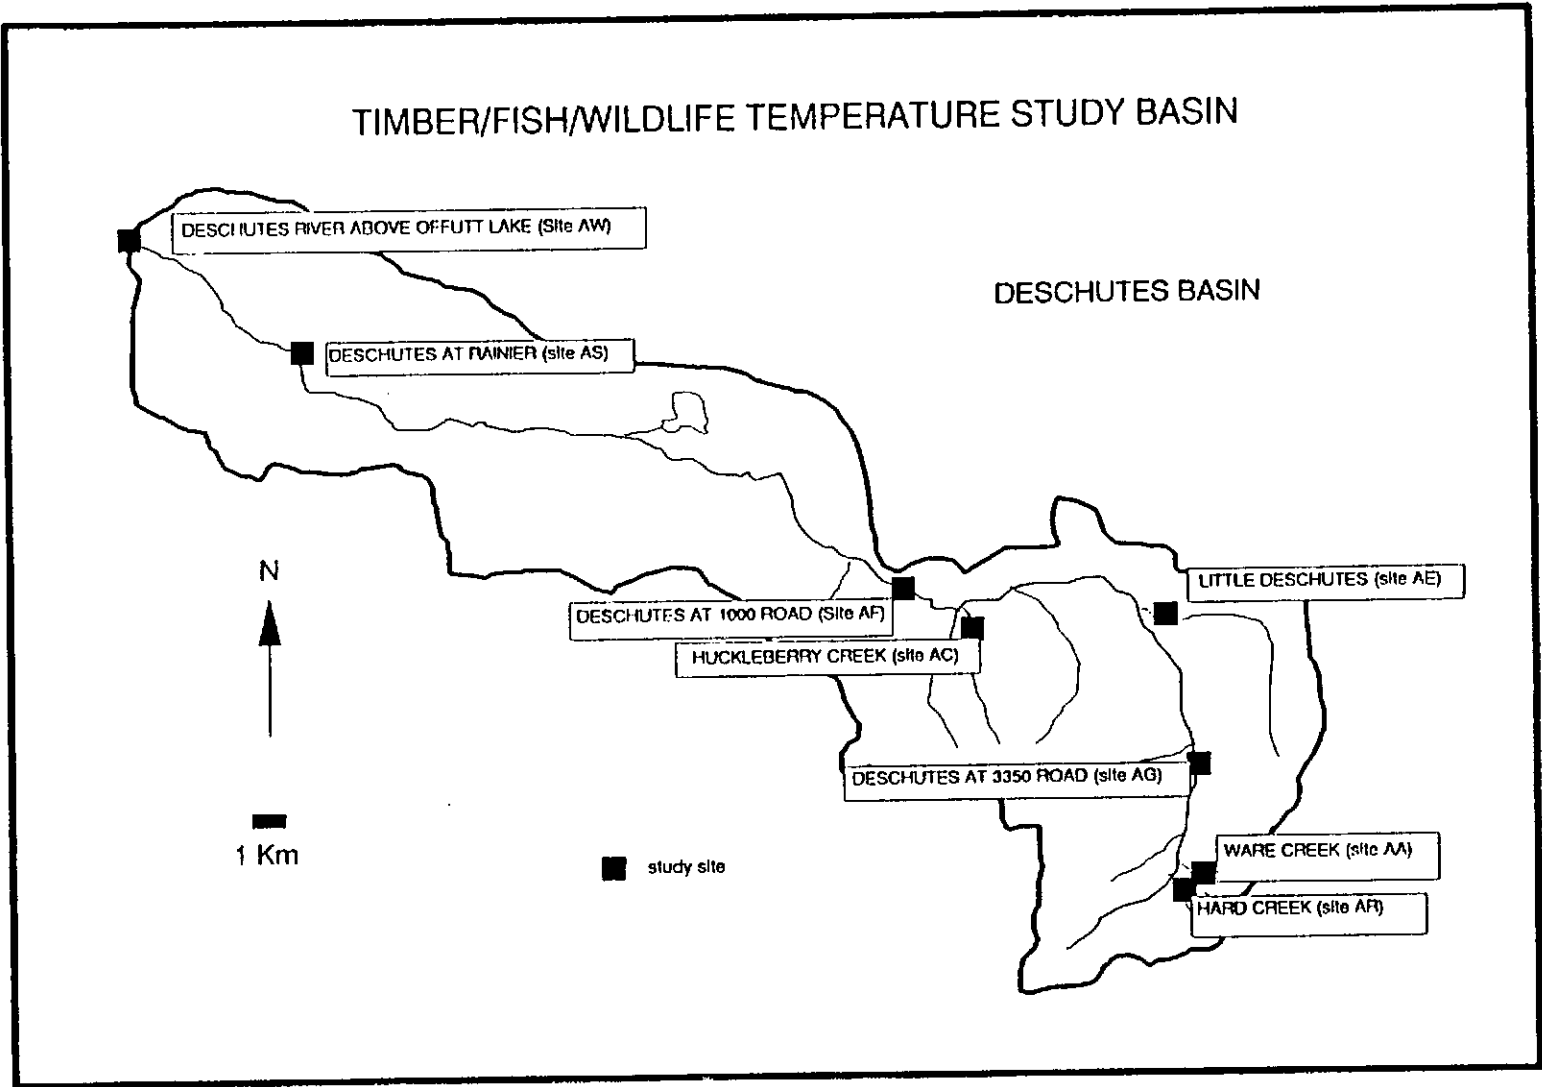 TIMBER/FISH/WILDLIFE TEMPERATURE STUDY BASIN
DESCHUTES RIVER ABOVE OFFUTT LAKE (Site AW)
DESCHUTES BASIN
DESCHUTES AT RAINIER (site AS)
N
LITTLE DESCHUTES (site AE)
DESCHUTES AT 1000 ROAD (Site AF)
HUCKLEBERRY CREEK (site AC)
DESCHUTES AT 3350 ROAD (site AG)
1 Km
study site
WARE CREEK (site AA)
HARD CREEK (site AR)